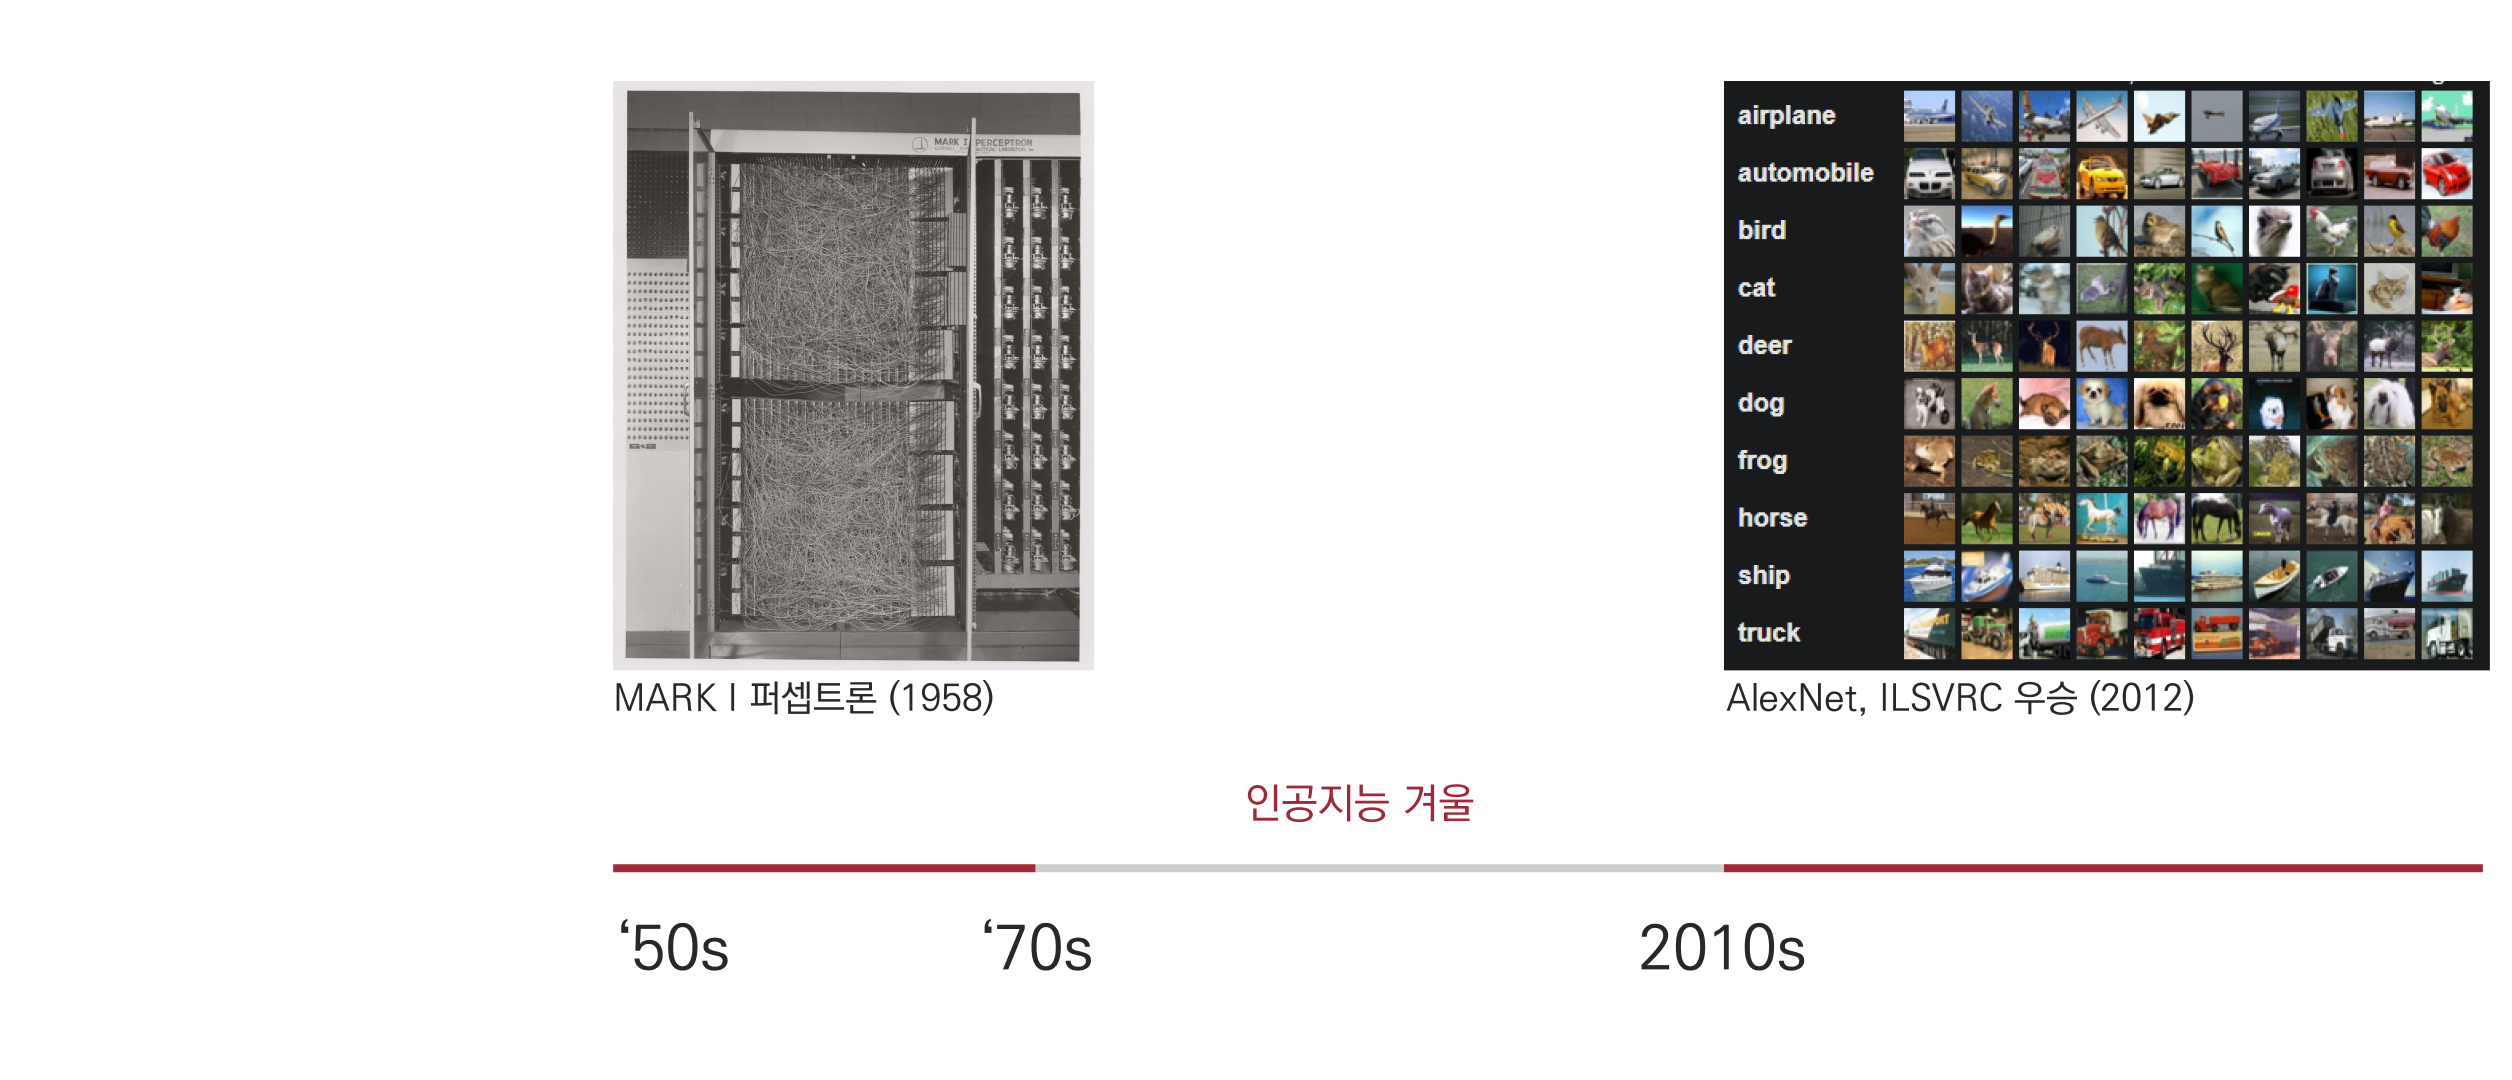 MARK I PERCEPTRON
airplane
automobile
bird
cat
deer
dog
frog
horse
ship
truck
MARK I 퍼셉트론 (1958)
AlexNet, ILSVRC 우승 (2012)
인공지능 겨울
‘50s
‘70s
2010s